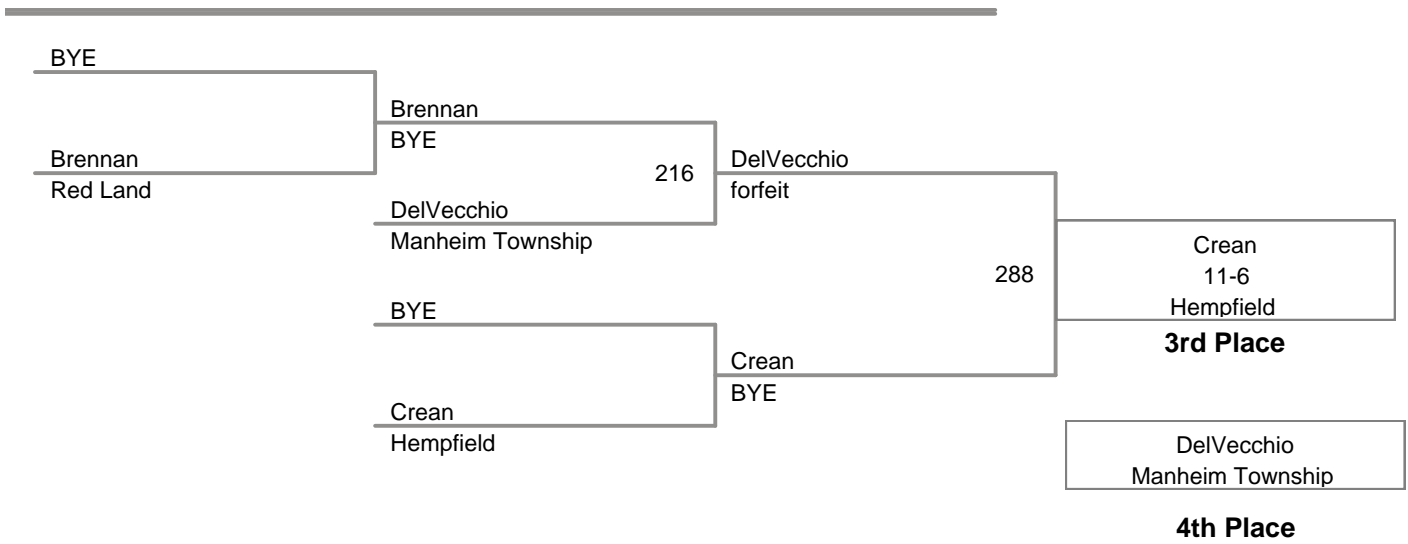 BYE
Brennan
Red Land
Brennan
BYE
216
DelVecchio
Manheim Township
BYE
Crean
Hempfield
DelVecchio
forfeit
288
Crean
BYE
Crean
11-6
Hempfield
3rd Place
DelVecchio
Manheim Township
4th Place